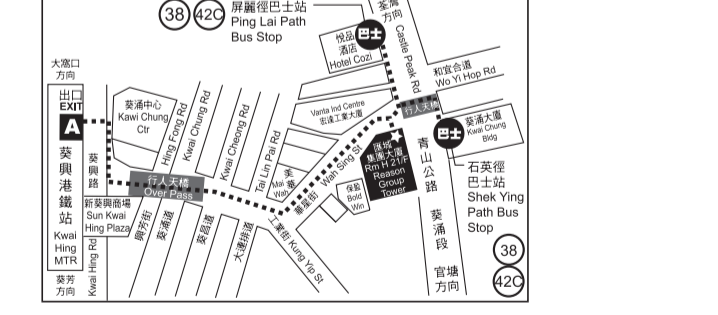 38
42C
屏麗徑巴士站
Ping Lai Path
Bus Stop
荃灣
方向
巴士
悅品
酒店
Hotel Cozi
Castle Peak Rd
和宜合道
Wo Yi Hop Rd
大窩口
方向
出口
EXIT
A
葵興港鐵站
Kwai
Hing
MTR
葵芳
方向
葵興路
Kwai Hing Rd
葵涌中心
Kawi Chung
Ctr
Hing Fong Rd
Kwai Chung Rd
Kwai Cheong Rd
Tai Lin Pai Rd
Vanta Ind Centre
宏達工業大廈
行人天橋
巴士
葵涌大廈
Kwai Chung
Bldg
匯城
集團大廈
Rm H 21/F
Reason
Group
Tower
美華
Mai
Wah
Wah Sing St
華星街
保盈
Bold
Win
行人天橋
Over Pass
新葵興商場
Sun Kwai
Hing Plaza
興芳街
葵涌道
葵昌道
大連排道
工業街 Kung Yip St
青山公路
葵涌段
官塘
方向
石英徑
巴士站
Shek Ying
Path Bus
Stop
38
42C